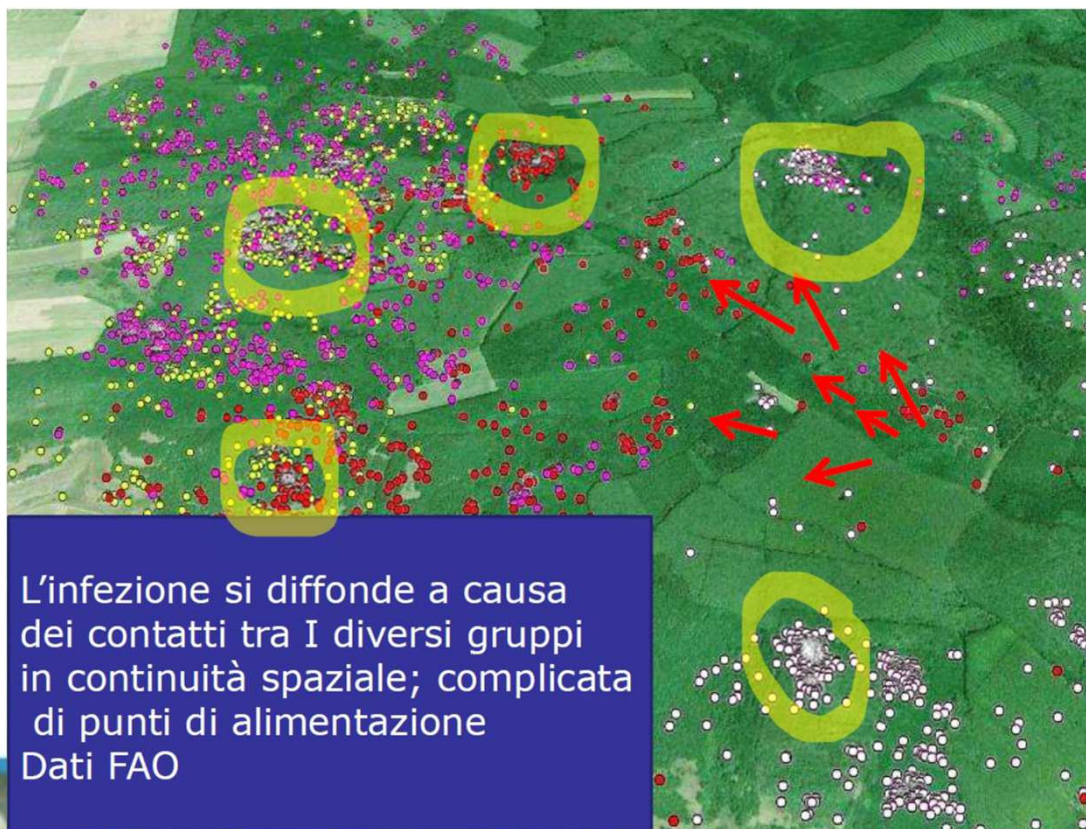 L'infezione si diffonde a causa
dei contatti tra I diversi gruppi
in continuità spaziale; complicata
di punti di alimentazione
Dati FAO